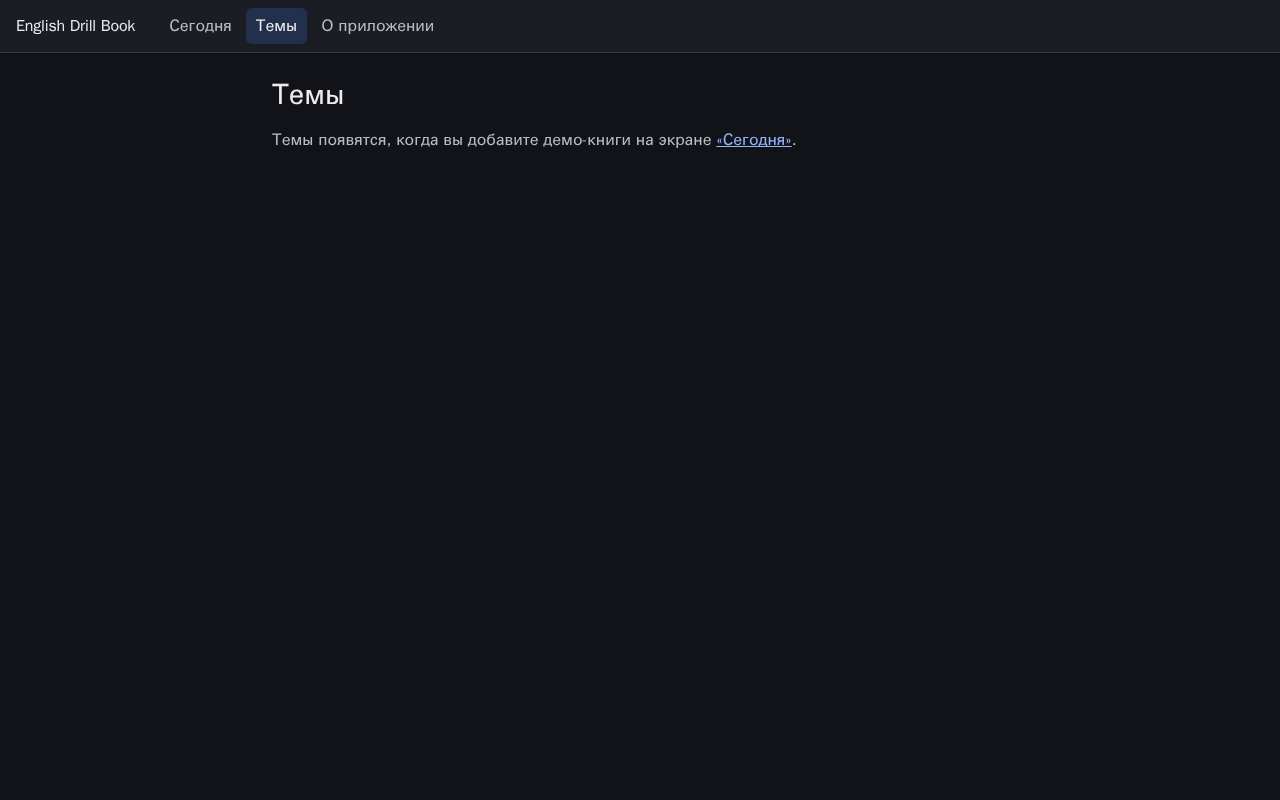 English Drill Book Сегодня Темы О приложении
Темы
Темы появятся, когда вы добавите демо-книги на экране «Сегодня».